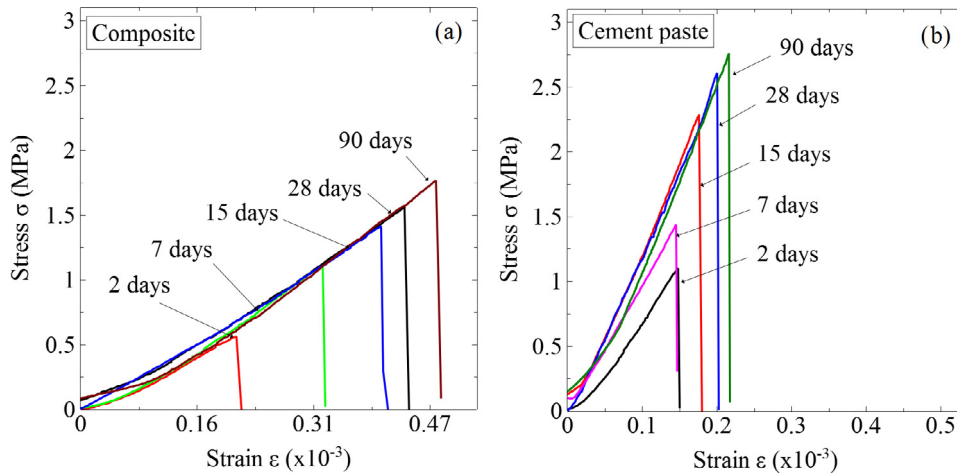 Composite
(a)
3
2.5
2
1.5
1
0.5
0
Stress σ (MPa)
90 days
28 days
15 days
7 days
2 days
0
0.16
0.31
0.47
Strain ε (x10⁻³)
Cement paste
(b)
3
2.5
2
1.5
1
0.5
0
Stress σ (MPa)
90 days
28 days
15 days
7 days
2 days
0
0.1
0.2
0.3
0.4
0.5
Strain ε (x10⁻³)